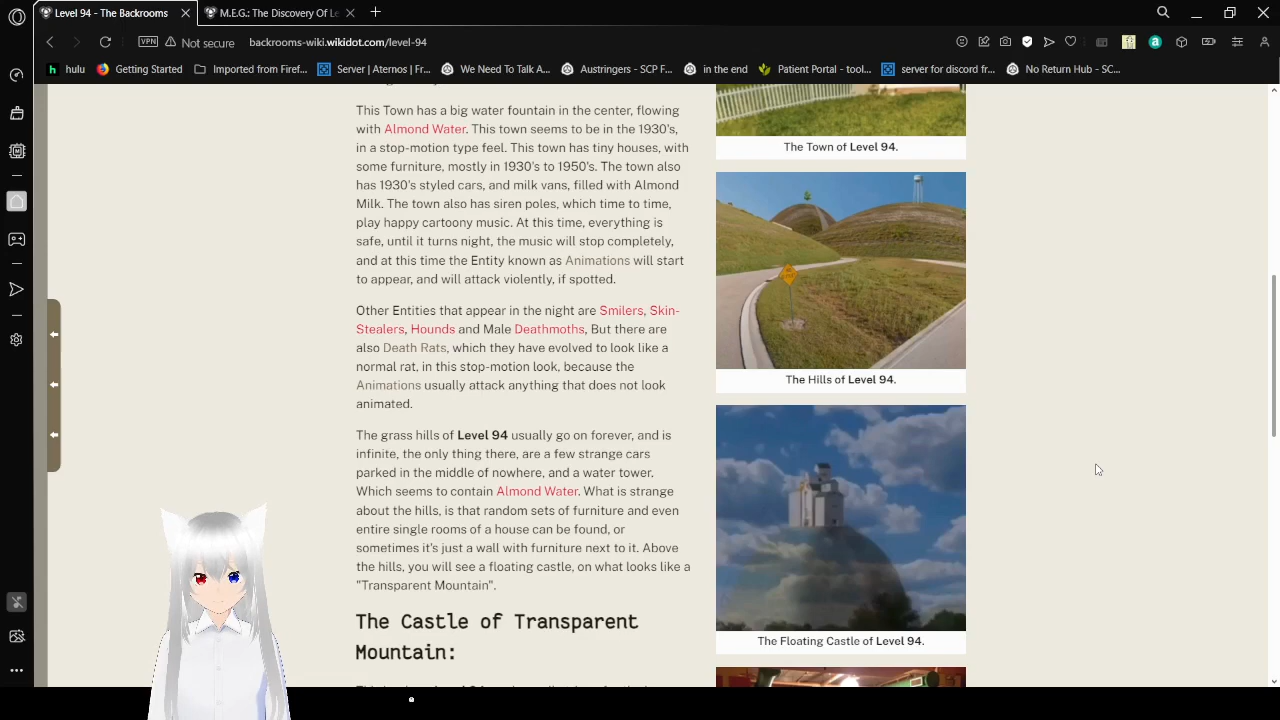 Level 94 - The Backrooms
M.E.G.: The Discovery Of Le
VPN
Not secure
backrooms-wiki.wikidot.com/level-94
hulu
Getting Started
Imported from Firef...
Server | Aternos | Fr...
We Need To Talk A...
Austringers - SCP F...
in the end
Patient Portal - tool...
server for discord fr...
No Return Hub - SC...
This Town has a big water fountain in the center, flowing
with Almond Water. This town seems to be in the 1930's,
in a stop-motion type feel. This town has tiny houses, with
some furniture, mostly in 1930's to 1950's. The town also
has 1930's styled cars, and milk vans, filled with Almond
Milk. The town also has siren poles, which time to time,
play happy cartoony music. At this time, everything is
safe, until it turns night, the music will stop completely,
and at this time the Entity known as Animations will start
to appear, and will attack violently, if spotted.
Other Entities that appear in the night are Smilers, Skin-
Stealers, Hounds and Male Deathmoths, But there are
also Death Rats, which they have evolved to look like a
normal rat, in this stop-motion look, because the
Animations usually attack anything that does not look
animated.
The grass hills of Level 94 usually go on forever, and is
infinite, the only thing there, are a few strange cars
parked in the middle of nowhere, and a water tower.
Which seems to contain Almond Water. What is strange
about the hills, is that random sets of furniture and even
entire single rooms of a house can be found, or
sometimes it's just a wall with furniture next to it. Above
the hills, you will see a floating castle, on what looks like a
"Transparent Mountain".
The Castle of Transparent
Mountain:
The Town of Level 94.
The Hills of Level 94.
The Floating Castle of Level 94.